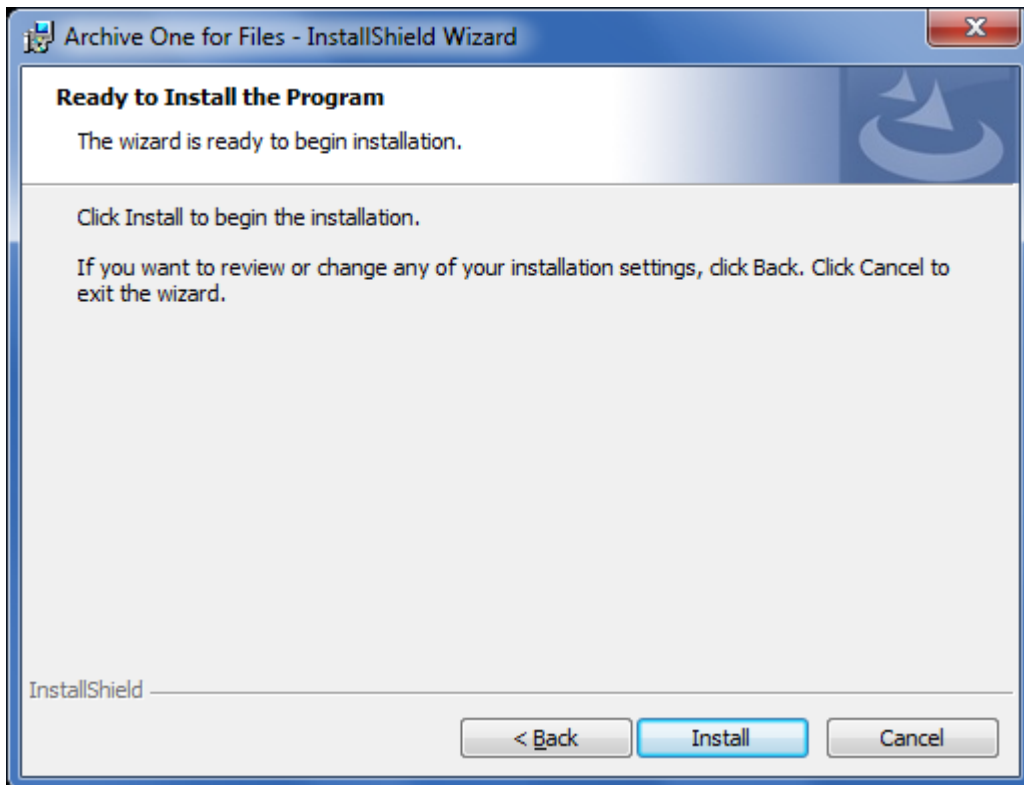 Archive One for Files - InstallShield Wizard
Ready to Install the Program
The wizard is ready to begin installation.
Click Install to begin the installation.
If you want to review or change any of your installation settings, click Back. Click Cancel to
exit the wizard.
InstallShield
< Back Install Cancel